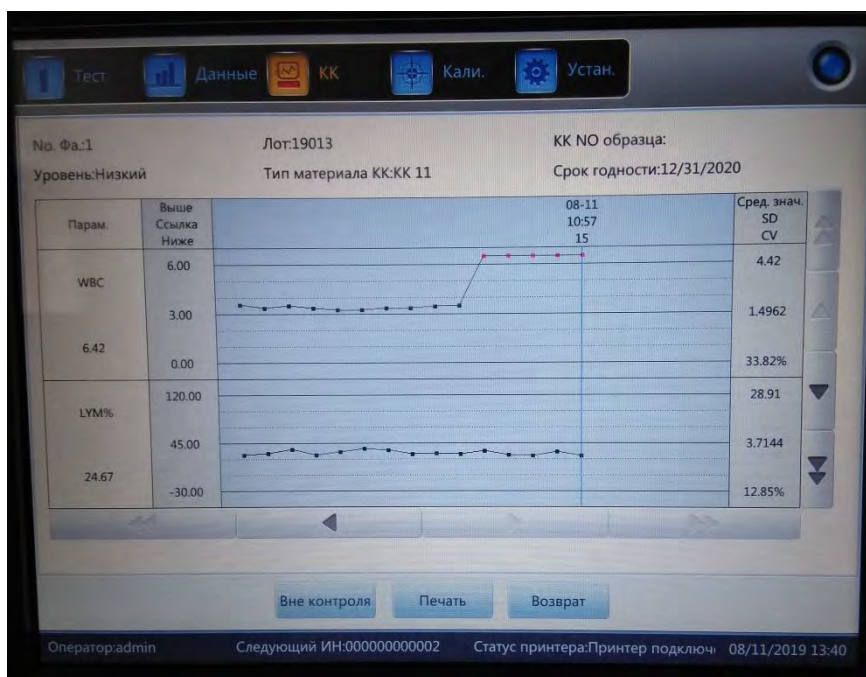 Тест Данные КК Кали. Устан.
No. Фа.:1 Лот:19013 КК NO образца:
Уровень:Низкий Тип материала КК:КК 11 Срок годности:12/31/2020
Парам. Выше Ссылка Ниже 08-11 10:57 15 Сред. знач. SD CV
WBC 6.00 4.42
3.00 1.4962
6.42 0.00 33.82%
LYM% 120.00 28.91
45.00 3.7144
24.67 -30.00 12.85%
Вне контроля Печать Возврат
Оператор:admin Следующий ИН:000000000002 Статус принтера:Принтер подключ 08/11/2019 13:40